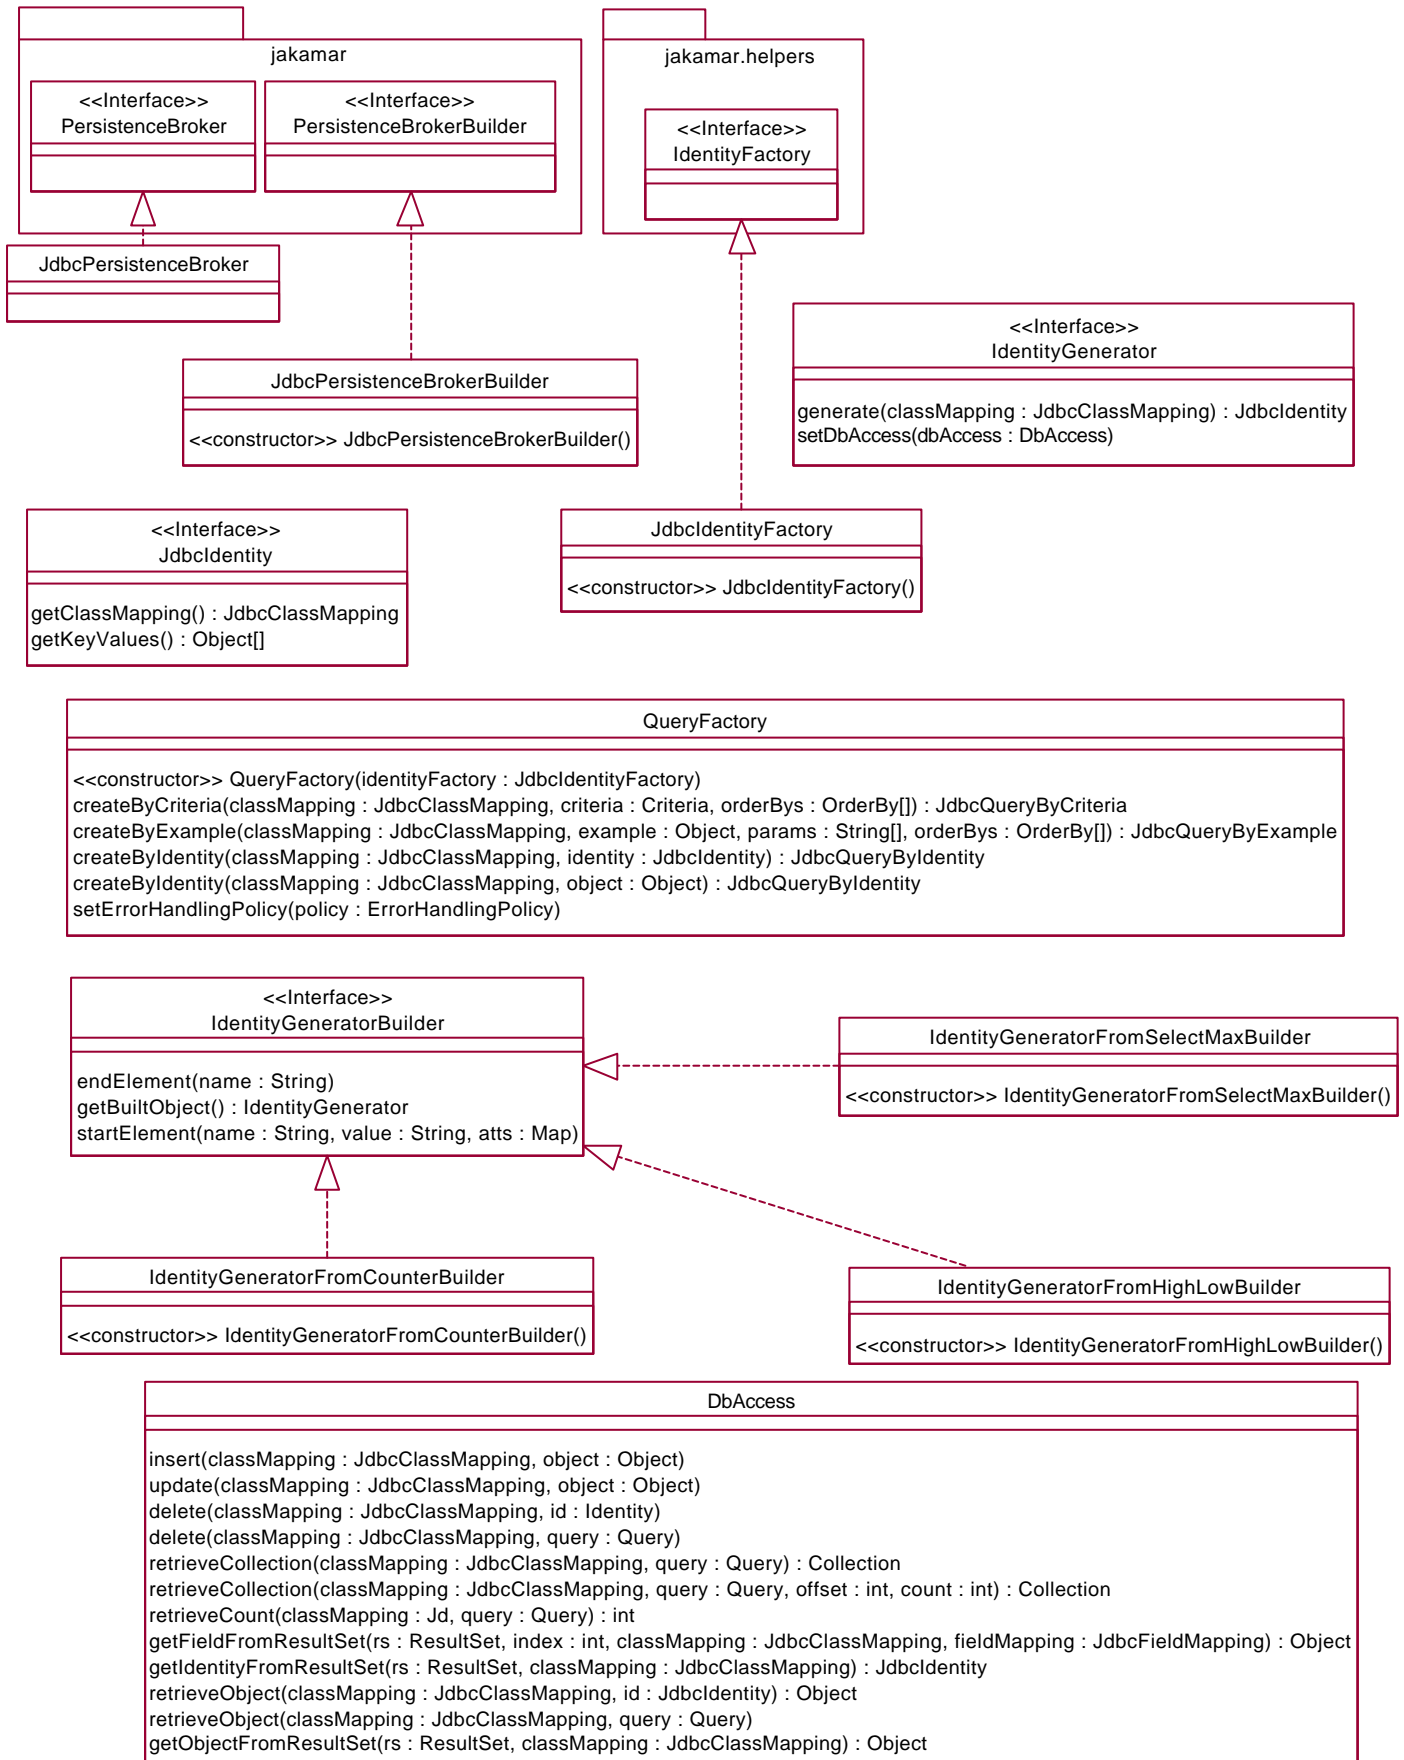 jakamar
<<Interface>>
PersistenceBroker
<<Interface>>
PersistenceBrokerBuilder
jakamar.helpers
<<Interface>>
IdentityFactory
JdbcPersistenceBroker
<<Interface>>
IdentityGenerator
generate(classMapping : JdbcClassMapping) : JdbcIdentity
setDbAccess(dbAccess : DbAccess)
JdbcPersistenceBrokerBuilder
<<constructor>> JdbcPersistenceBrokerBuilder()
<<Interface>>
JdbcIdentity
getClassMapping() : JdbcClassMapping
getKeyValues() : Object[]
JdbcIdentityFactory
<<constructor>> JdbcIdentityFactory()
QueryFactory
<<constructor>> QueryFactory(identityFactory : JdbcIdentityFactory)
createByCriteria(classMapping : JdbcClassMapping, criteria : Criteria, orderBys : OrderBy[]) : JdbcQueryByCriteria
createByExample(classMapping : JdbcClassMapping, example : Object, params : String[], orderBys : OrderBy[]) : JdbcQueryByExample
createByIdentity(classMapping : JdbcClassMapping, identity : JdbcIdentity) : JdbcQueryByIdentity
createByIdentity(classMapping : JdbcClassMapping, object : Object) : JdbcQueryByIdentity
setErrorHandlingPolicy(policy : ErrorHandlingPolicy)
<<Interface>>
IdentityGeneratorBuilder
endElement(name : String)
getBuiltObject() : IdentityGenerator
startElement(name : String, value : String, atts : Map)
IdentityGeneratorFromSelectMaxBuilder
<<constructor>> IdentityGeneratorFromSelectMaxBuilder()
IdentityGeneratorFromCounterBuilder
<<constructor>> IdentityGeneratorFromCounterBuilder()
IdentityGeneratorFromHighLowBuilder
<<constructor>> IdentityGeneratorFromHighLowBuilder()
DbAccess
insert(classMapping : JdbcClassMapping, object : Object)
update(classMapping : JdbcClassMapping, object : Object)
delete(classMapping : JdbcClassMapping, id : Identity)
delete(classMapping : JdbcClassMapping, query : Query)
retrieveCollection(classMapping : JdbcClassMapping, query : Query) : Collection
retrieveCollection(classMapping : JdbcClassMapping, query : Query, offset : int, count : int) : Collection
retrieveCount(classMapping : Jd, query : Query) : int
getFieldFromResultSet(rs : ResultSet, index : int, classMapping : JdbcClassMapping, fieldMapping : JdbcFieldMapping) : Object
getIdentityFromResultSet(rs : ResultSet, classMapping : JdbcClassMapping) : JdbcIdentity
retrieveObject(classMapping : JdbcClassMapping, id : JdbcIdentity) : Object
retrieveObject(classMapping : JdbcClassMapping, query : Query)
getObjectFromResultSet(rs : ResultSet, classMapping : JdbcClassMapping) : Object